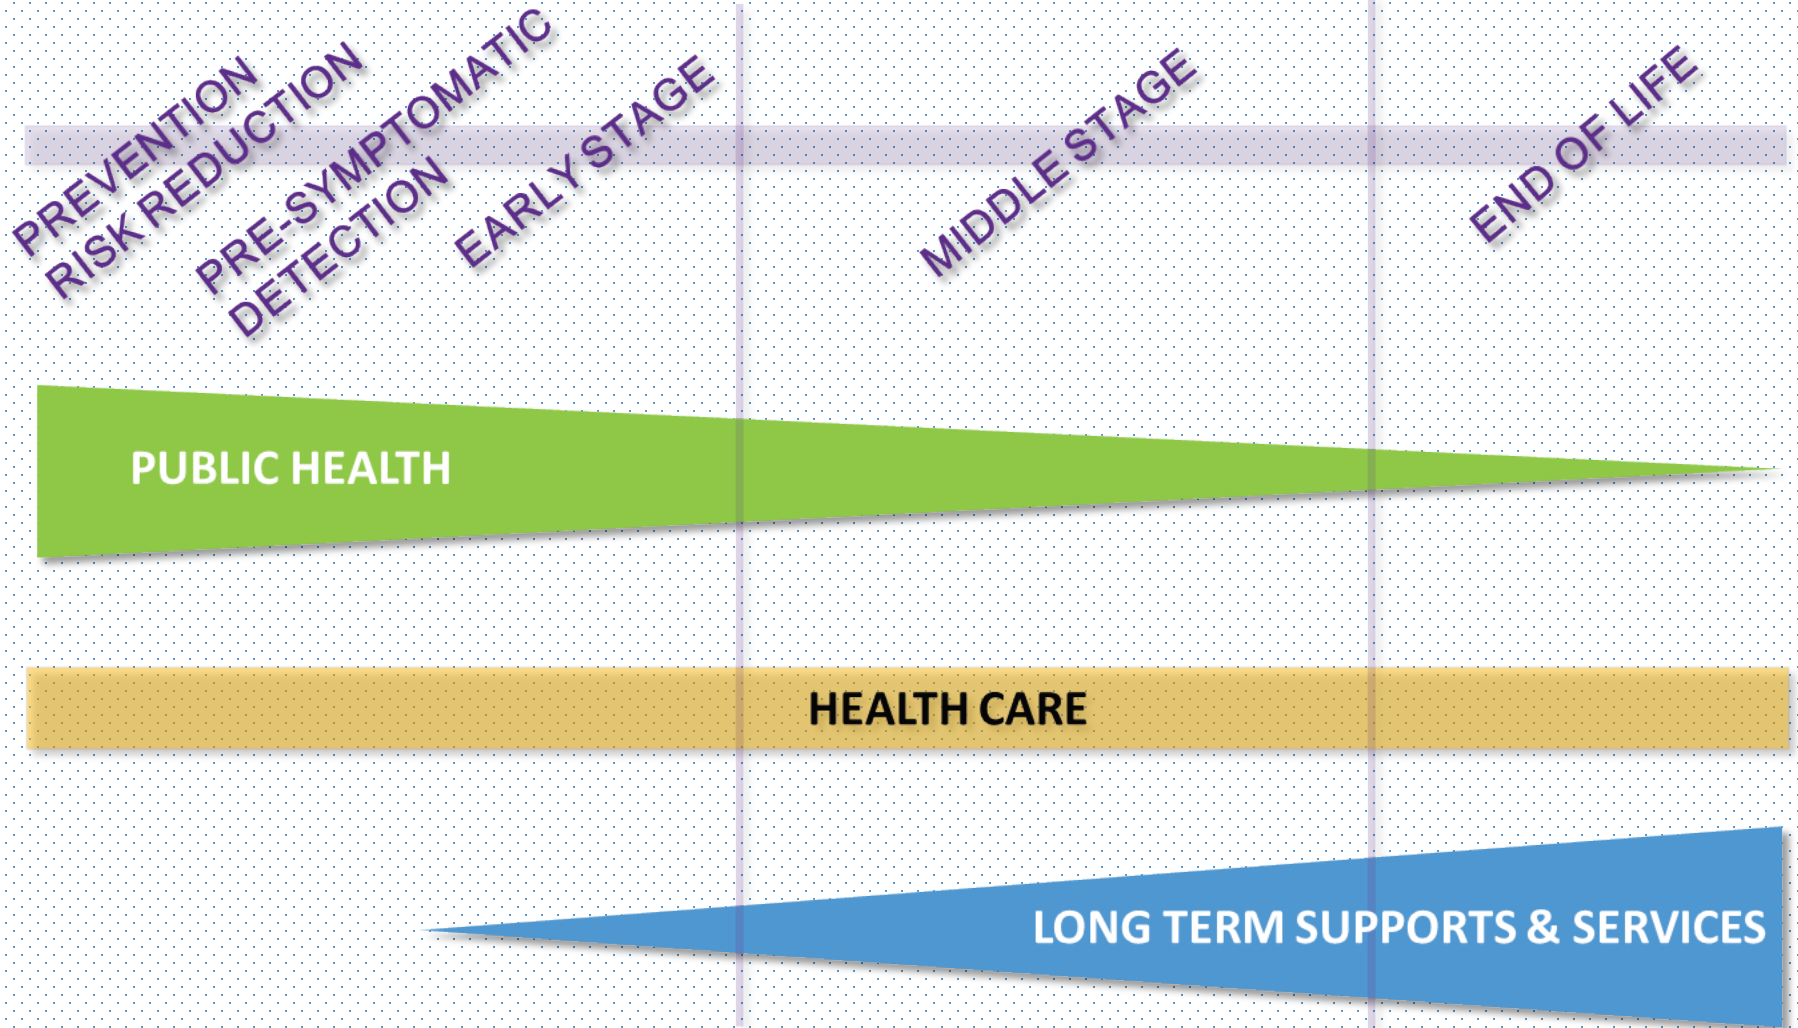 PREVENTION
RISK REDUCTION
PRE-SYMPTOMATIC
DETECTION
EARLY STAGE
MIDDLE STAGE
END OF LIFE
PUBLIC HEALTH
HEALTH CARE
LONG TERM SUPPORTS & SERVICES